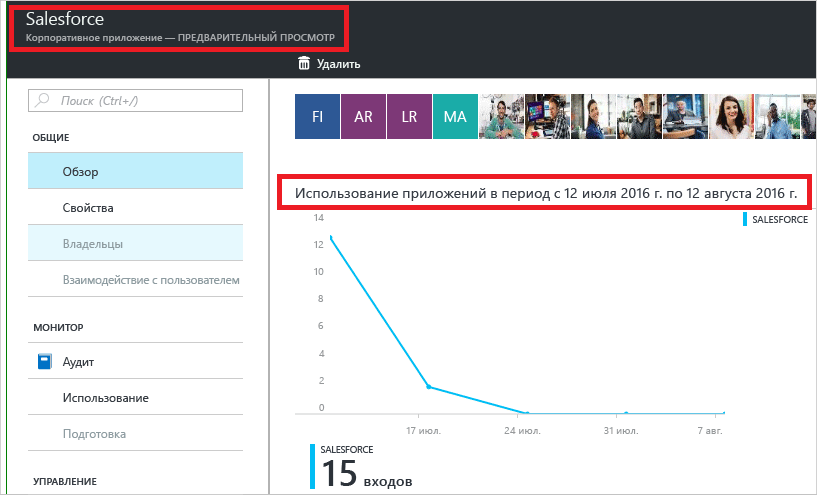 Salesforce
Корпоративное приложение — ПРЕДВАРИТЕЛЬНЫЙ ПРОСМОТР
Удалить
Поиск (Ctrl+/)
ОБЩИЕ
Обзор
Свойства
Владельцы
Взаимодействие с пользователем
МОНИТОР
Аудит
Использование
Подготовка
УПРАВЛЕНИЕ
FI AR LR MA
Использование приложений в период с 12 июля 2016 г. по 12 августа 2016 г.
SALESFORCE
14
12
10
8
6
4
2
0
17 июл. 24 июл. 31 июл. 7 авг.
SALESFORCE
15 входов